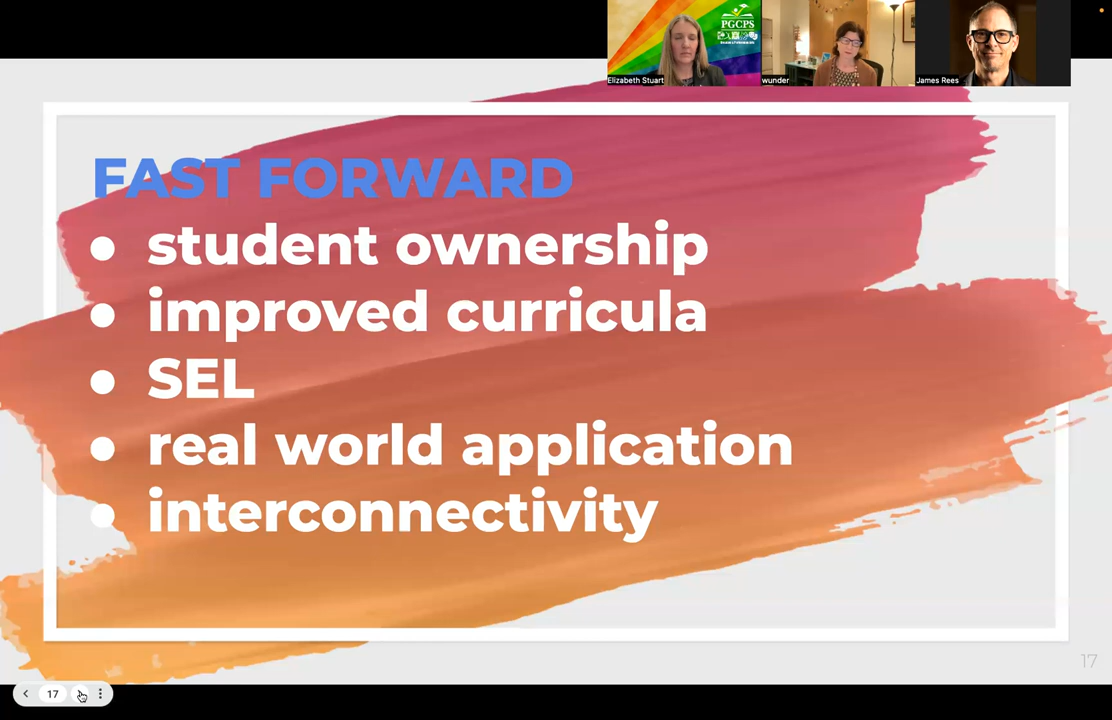 PGCPS
Elizabeth Stuart
wunder
James Rees
FAST FORWARD
● student ownership
● improved curricula
● SEL
● real world application
● interconnectivity
17
17